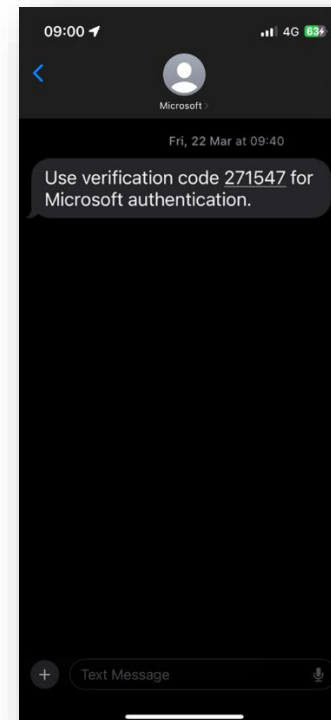 09:00
4G 63
Microsoft
Fri, 22 Mar at 09:40
Use verification code 271547 for
Microsoft authentication.
Text Message